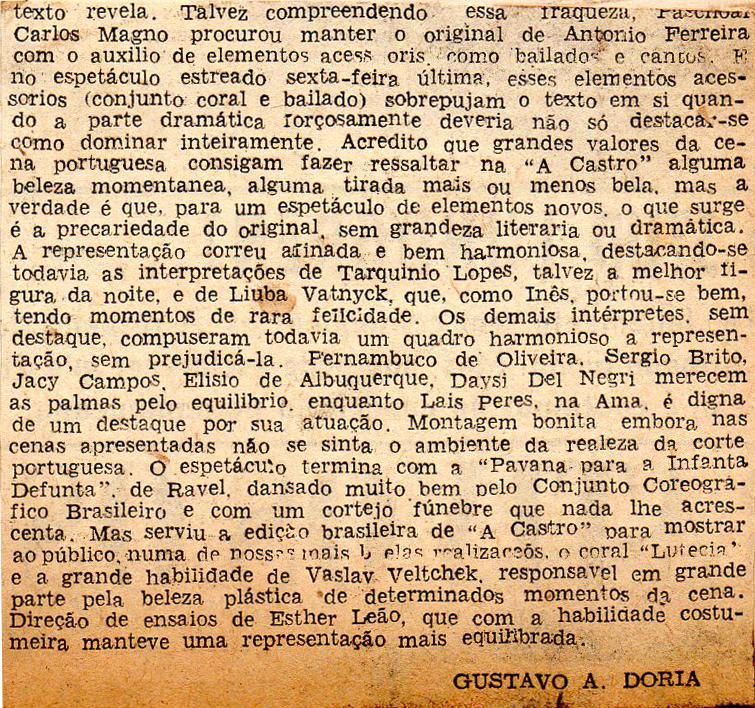 texto revela. Talvez compreendendo essa fraqueza, Paschoal
Carlos Magno procurou manter o original de Antonio Ferreira
com o auxilio de elementos acess oris, como bailados e cantos. E
no espetáculo estreado sexta-feira última, esses elementos aces-
sorios (conjunto coral e bailado) sobrepujam o texto em si quan-
do a parte dramática forçosamente deveria não só destacar-se
como dominar inteiramente. Acredito que grandes valores da ce-
na portuguesa consigam fazer ressaltar na "A Castro" alguma
beleza momentanea, alguma tirada mais ou menos bela, mas a
verdade é que, para um espetáculo de elementos novos, o que surge
é a precariedade do original, sem grandeza literaria ou dramática.
A representação correu afinada e bem harmoniosa, destacando-se
todavia as interpretações de Tarquinio Lopes, talvez a melhor fi-
gura da noite, e de Liuba Vatnyck, que, como Inês, portou-se bem,
tendo momentos de rara felicidade. Os demais intérpretes, sem
destaque, compuseram todavia um quadro harmonioso a represen-
tação, sem prejudicá-la. Pernambuco de Oliveira, Sergio Brito,
Jacy Campos, Elisio de Albuquerque, Daysi Del Negri merecem
as palmas pelo equilibrio, enquanto Lais Peres, na Ama, é digna
de um destaque por sua atuação. Montagem bonita embora nas
cenas apresentadas não se sinta o ambiente da realeza da corte
portuguesa. O espetáculo termina com a "Pavana para a Infanta
Defunta", de Ravel, dansado muito bem pelo Conjunto Coreográ-
fico Brasileiro e com um cortejo fúnebre que nada lhe acres-
centa. Mas serviu a edição brasileira de "A Castro" para mostrar
ao público, numa de nossas mais b elas realizações, o coral "Lutecia"
e a grande habilidade de Vaslav Veltchek, responsavel em grande
parte pela beleza plástica de determinados momentos da cena.
Direção de ensaios de Esther Leão, que com a habilidade costu-
meira manteve uma representação mais equilibrada.
GUSTAVO A. DORIA